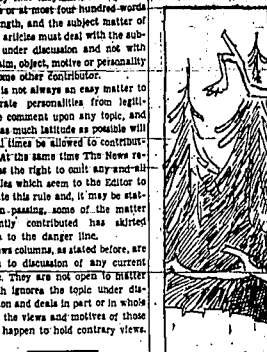 s or at most four hundred words
ngth, and the subject matter of
articles must deal with the sub-
under discussion and not with
aim, object, motive or personality
ome other contributor.
is not always an easy matter to
rate personalities from legiti-
e comment upon any topic, and
as much latitude as possible will
l times be allowed to contribut-
At the same time The News re-
es the right to omit any and all
les which seem to the Editor to
te this rule and, it may be stat-
n passing, some of the matter
ntly contributed has skirted
n to the danger line.
ews columns, as stated before, are
n to discussion of any current
c. They are not open to matter
h ignores the topic under dis-
ion and deals in part or in whole
the views and motives of those
happen to hold contrary views.